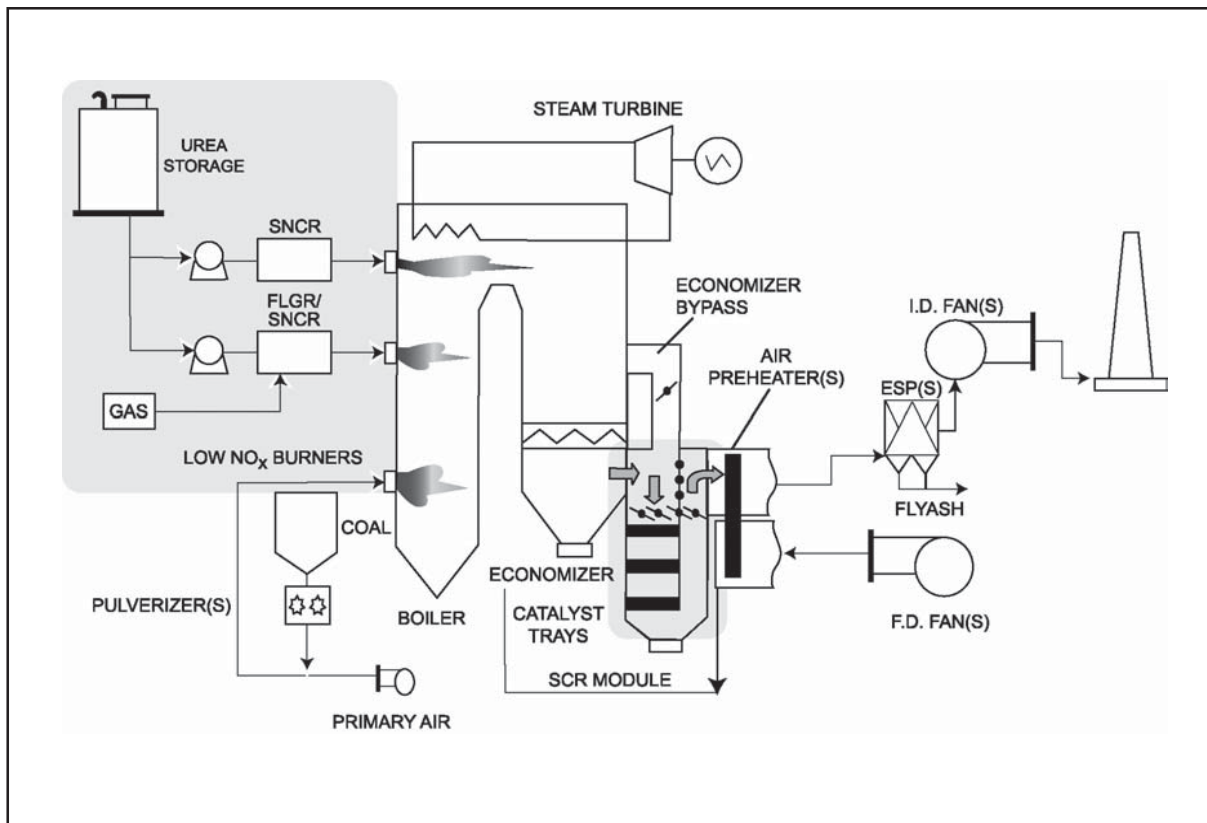 STEAM TURBINE
UREA
STORAGE
SNCR
FLGR/
SNCR
ECONOMIZER
BYPASS
I.D. FAN(S)
AIR
PREHEATER(S)
ESP(S)
GAS
LOW NOx BURNERS
FLYASH
COAL
ECONOMIZER
PULVERIZER(S)
BOILER
CATALYST
TRAYS
F.D. FAN(S)
SCR MODULE
PRIMARY AIR